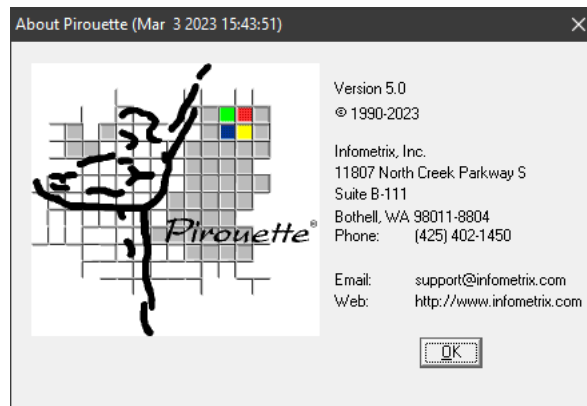 About Pirouette (Mar 3 2023 15:43:51)
Version 5.0
© 1990-2023
Infometrix, Inc.
11807 North Creek Parkway S
Suite B-111
Bothell, WA 98011-8804
Phone: (425) 402-1450
Pirouette®
Email: support@infometrix.com
Web: http://www.infometrix.com
OK